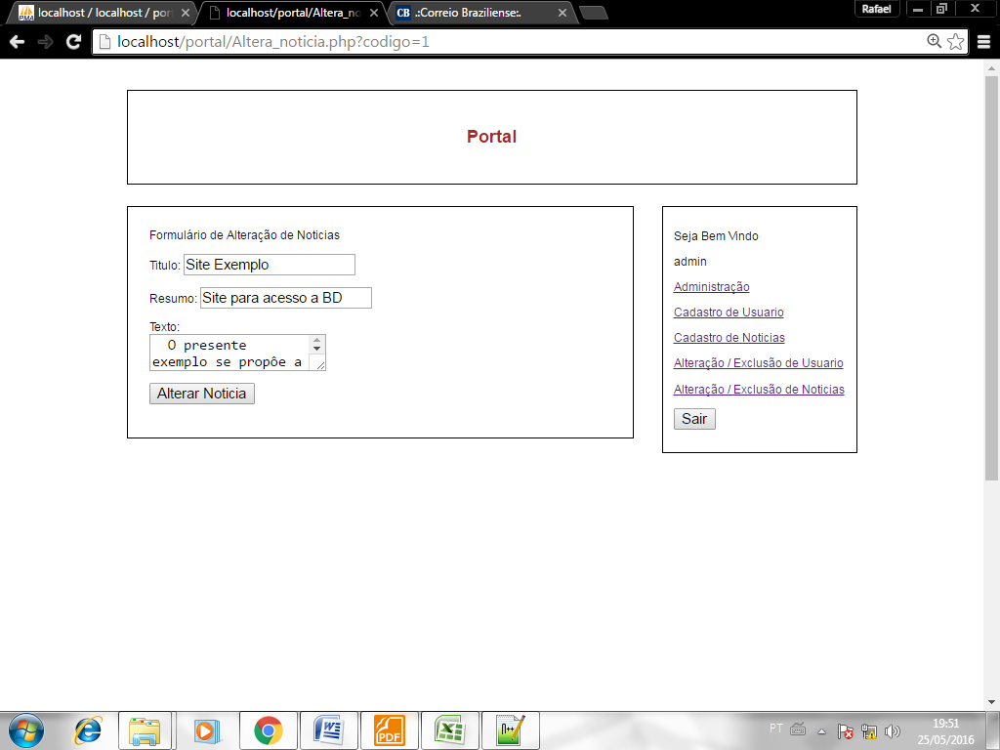 localhost / localhost / por
localhost/portal/Altera_no
CB .:Correio Braziliense:.
Rafael
localhost/portal/Altera_noticia.php?codigo=1
Portal
Formulário de Alteração de Noticias
Titulo: Site Exemplo
Resumo: Site para acesso a BD
Texto:
O presente
exemplo se propôe a
Alterar Noticia
Seja Bem Vindo
admin
Administração
Cadastro de Usuario
Cadastro de Noticias
Alteração / Exclusão de Usuario
Alteração / Exclusão de Noticias
Sair
PDF
PT
19:51
25/05/2016